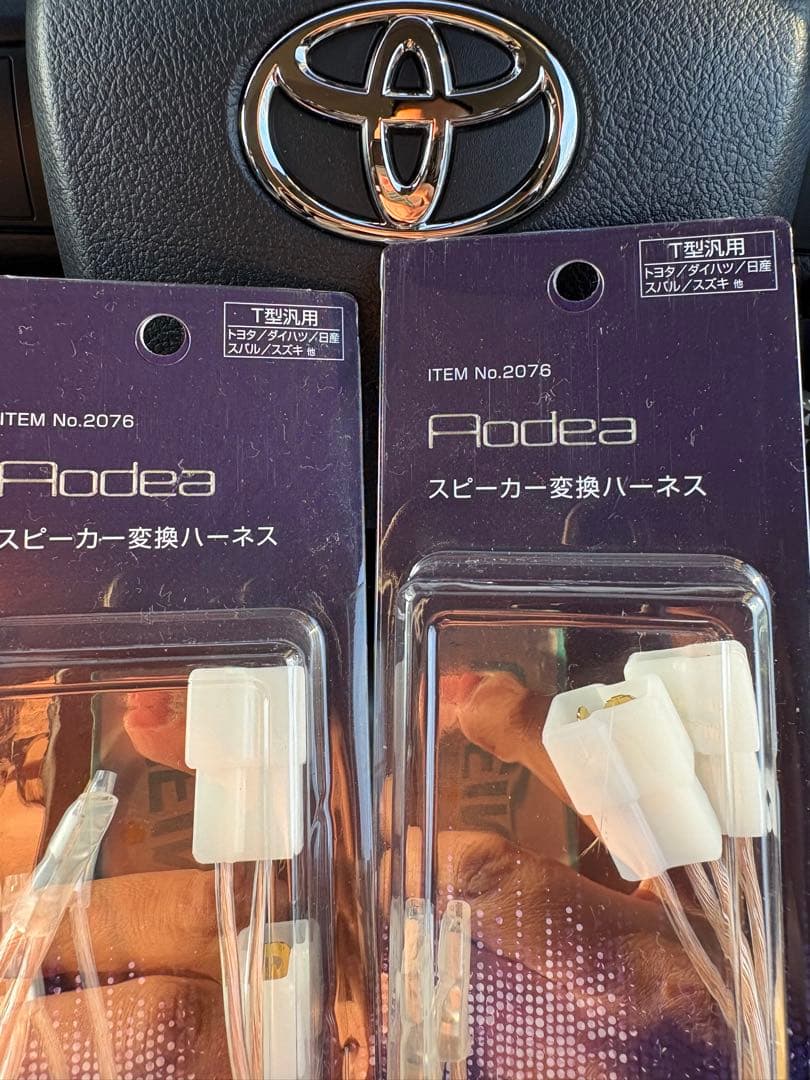 T型汎用
トヨタ/ダイハツ/日産
スバル/スズキ 他
ITEM No.2076
Aodea
スピーカー変換ハーネス
T型汎用
トヨタ/ダイハツ/日産
スバル/スズキ 他
ITEM No.2076
Aodea
スピーカー変換ハーネス